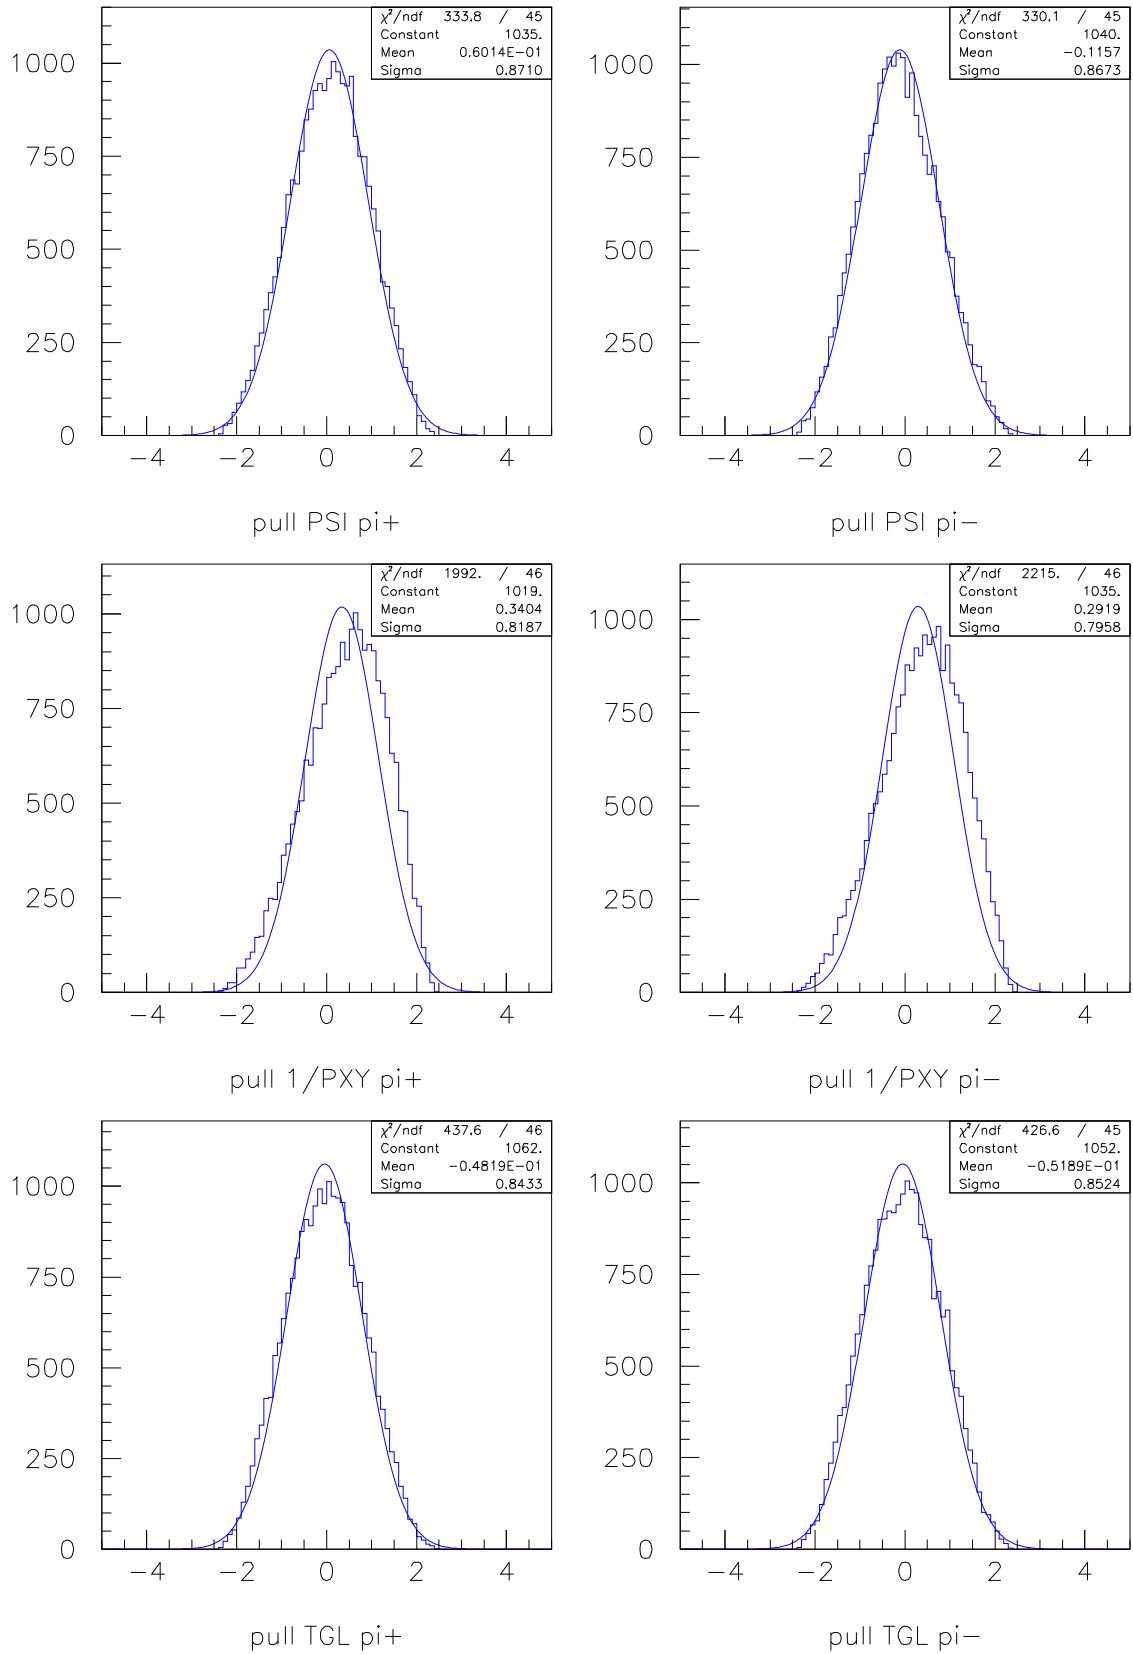 χ²/ndf 333.8 / 45
Constant 1035.
Mean 0.6014E−01
Sigma 0.8710
1000
750
500
250
0
−4 −2 0 2 4
pull PSI pi+
χ²/ndf 330.1 / 45
Constant 1040.
Mean −0.1157
Sigma 0.8673
1000
750
500
250
0
−4 −2 0 2 4
pull PSI pi−
χ²/ndf 1992. / 46
Constant 1019.
Mean 0.3404
Sigma 0.8187
1000
750
500
250
0
−4 −2 0 2 4
pull 1/PXY pi+
χ²/ndf 2215. / 46
Constant 1035.
Mean 0.2919
Sigma 0.7958
1000
750
500
250
0
−4 −2 0 2 4
pull 1/PXY pi−
χ²/ndf 437.6 / 46
Constant 1062.
Mean −0.4819E−01
Sigma 0.8433
1000
750
500
250
0
−4 −2 0 2 4
pull TGL pi+
χ²/ndf 426.6 / 45
Constant 1052.
Mean −0.5189E−01
Sigma 0.8524
1000
750
500
250
0
−4 −2 0 2 4
pull TGL pi−